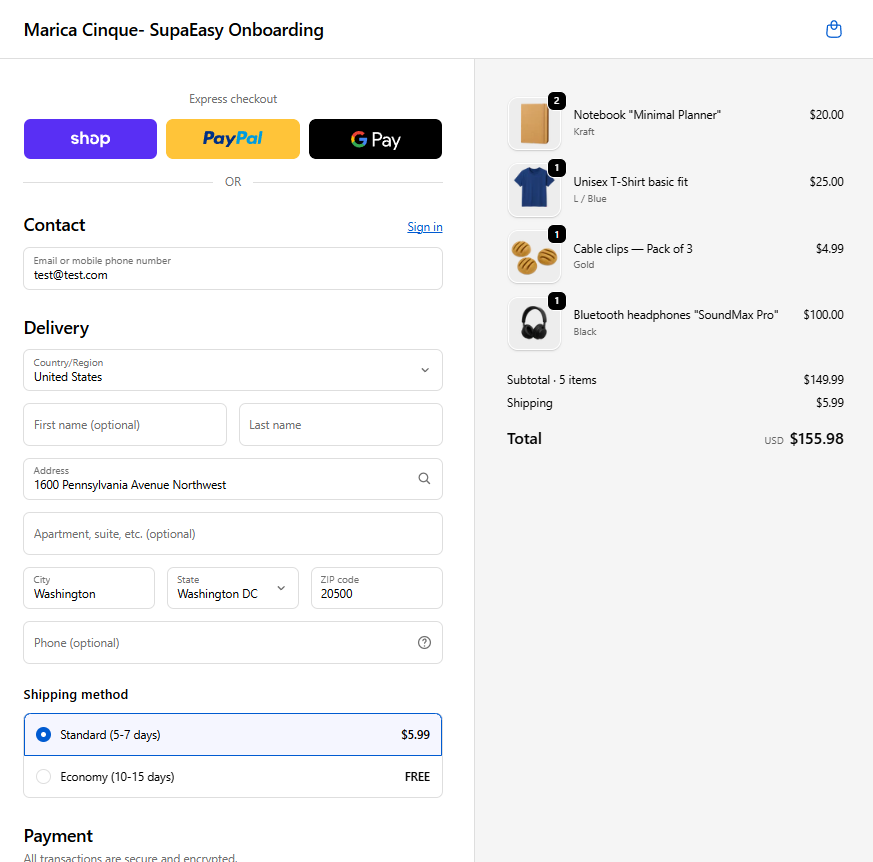 Marica Cinque- SupaEasy Onboarding
Express checkout
shop
PayPal
G Pay
OR
Contact
Sign in
Email or mobile phone number
test@test.com
Delivery
Country/Region
United States
First name (optional)
Last name
Address
1600 Pennsylvania Avenue Northwest
Apartment, suite, etc. (optional)
City
Washington
State
Washington DC
ZIP code
20500
Phone (optional)
Shipping method
Standard (5-7 days)
$5.99
Economy (10-15 days)
FREE
Payment
All transactions are secure and encrypted.
2
Notebook "Minimal Planner"
$20.00
Kraft
1
Unisex T-Shirt basic fit
$25.00
L / Blue
1
Cable clips — Pack of 3
$4.99
Gold
1
Bluetooth headphones "SoundMax Pro"
$100.00
Black
Subtotal · 5 items
$149.99
Shipping
$5.99
Total
USD $155.98